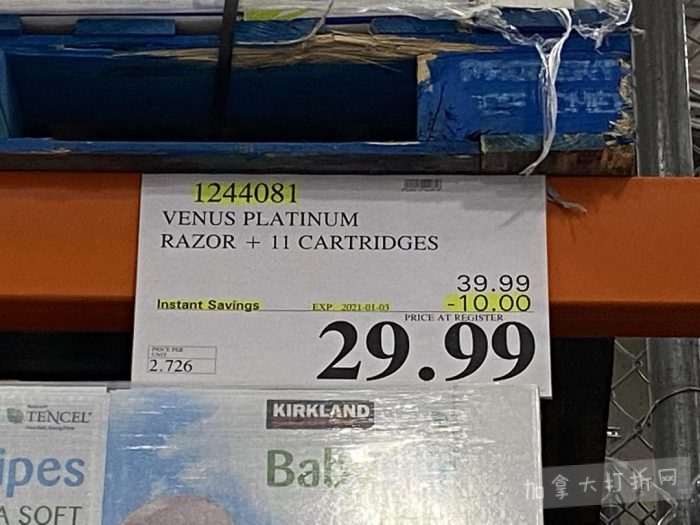 1244081
VENUS PLATINUM
RAZOR + 11 CARTRIDGES
39.99
Instant Savings EXP 2021-01-03 -10.00
PRICE AT REGISTER
29.99
PRICE PER
UNIT
2.726
TENCEL
KIRKLAND
ipes
Bab
A SOFT
加拿大打折网